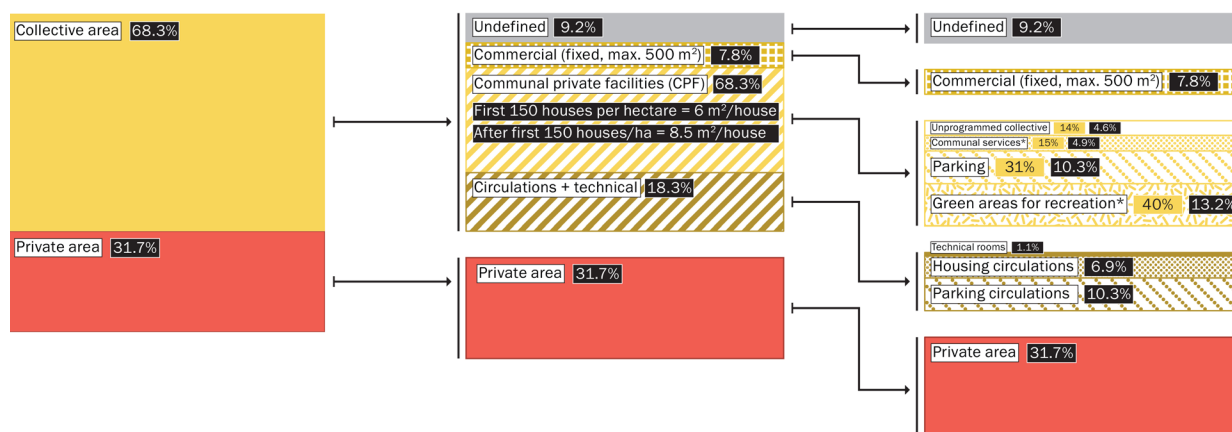 Collective area 68.3%
Private area 31.7%
Undefined 9.2%
Commercial (fixed, max. 500 m²) 7.8%
Communal private facilities (CPF) 68.3%
First 150 houses per hectare = 6 m²/house
After first 150 houses/ha = 8.5 m²/house
Circulations + technical 18.3%
Private area 31.7%
Undefined 9.2%
Commercial (fixed, max. 500 m²) 7.8%
Unprogrammed collective 14% 4.6%
Communal services* 15% 4.9%
Parking 31% 10.3%
Green areas for recreation* 40% 13.2%
Technical rooms 1.1%
Housing circulations 6.9%
Parking circulations 10.3%
Private area 31.7%